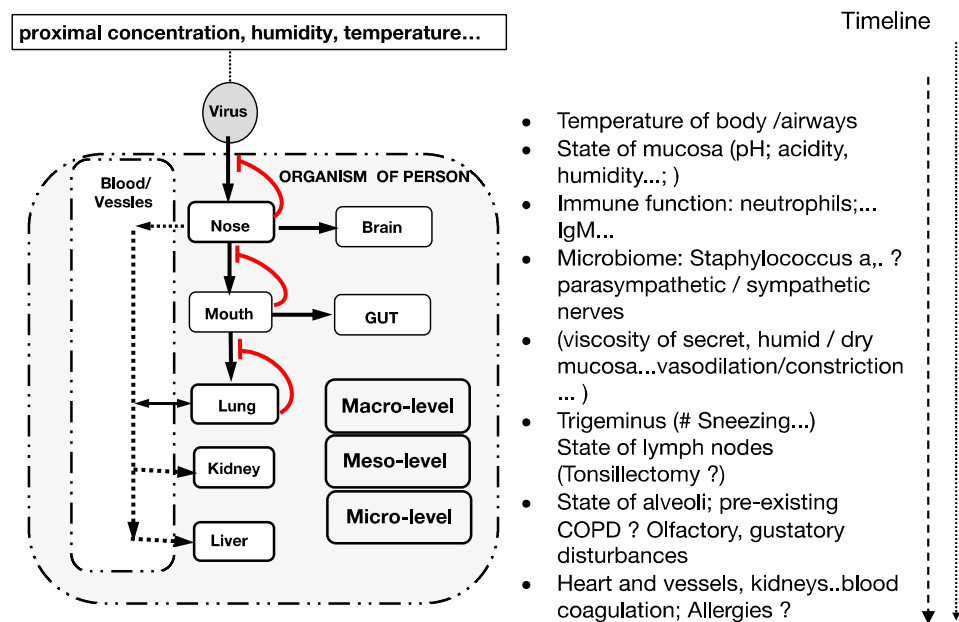 proximal concentration, humidity, temperature...
Timeline
Virus
ORGANISM OF PERSON
Blood/
Vessles
Nose
Brain
Mouth
GUT
Lung
Kidney
Liver
Macro-level
Meso-level
Micro-level
• Temperature of body /airways
• State of mucosa (pH; acidity,
humidity...; )
• Immune function: neutrophils;...
IgM...
• Microbiome: Staphylococcus a,. ?
parasympathetic / sympathetic
nerves
• (viscosity of secret, humid / dry
mucosa...vasodilation/constriction
... )
• Trigeminus (# Sneezing...)
State of lymph nodes
(Tonsillectomy ?)
• State of alveoli; pre-existing
COPD ? Olfactory, gustatory
disturbances
• Heart and vessels, kidneys..blood
coagulation; Allergies ?